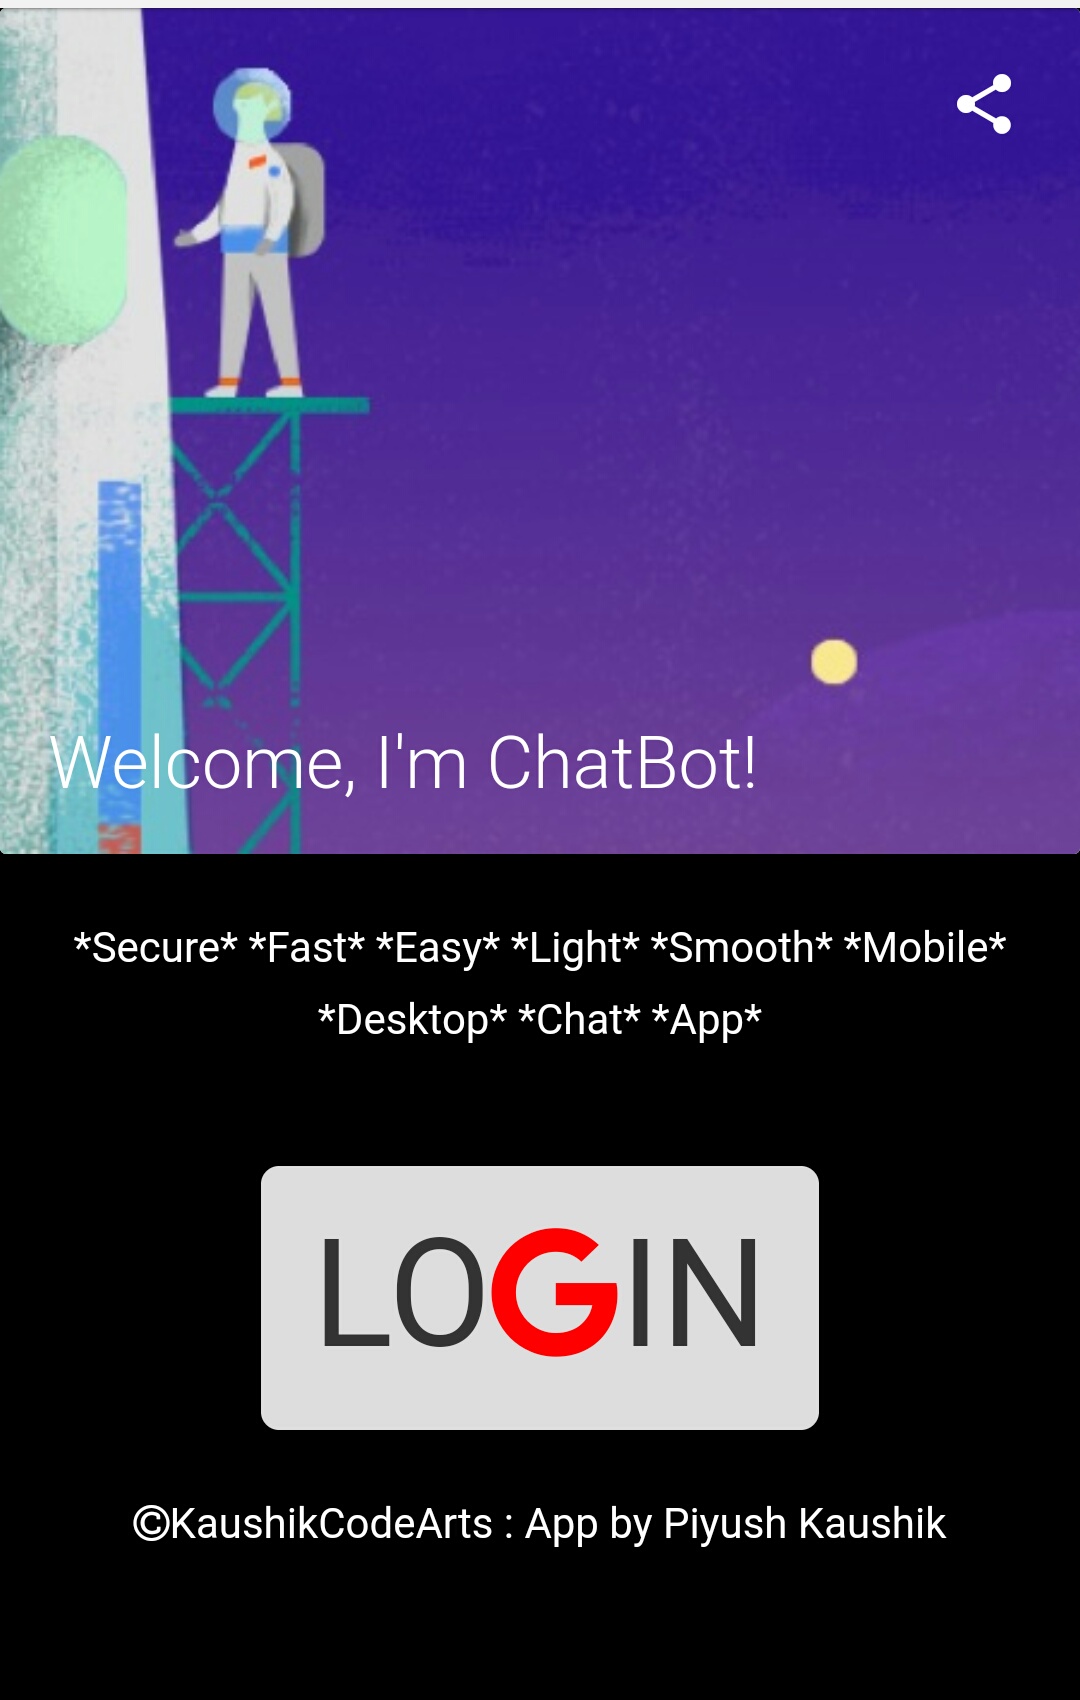 Welcome, I'm ChatBot!
*Secure* *Fast* *Easy* *Light* *Smooth* *Mobile*
*Desktop* *Chat* *App*
LOGIN
©KaushikCodeArts : App by Piyush Kaushik